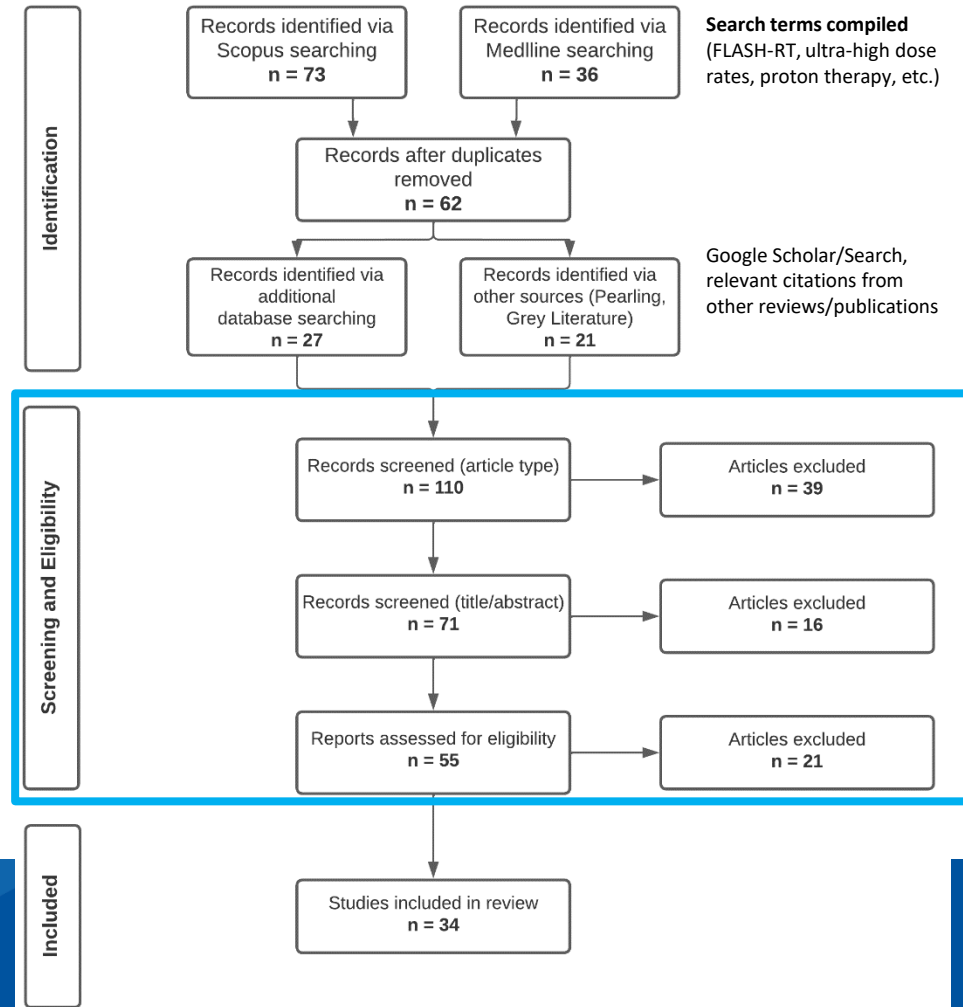 Records identified via
Scopus searching
n = 73
Records identified via
Medlline searching
n = 36
Search terms compiled
(FLASH-RT, ultra-high dose
rates, proton therapy, etc.)
Identification
Records after duplicates
removed
n = 62
Records identified via
additional
database searching
n = 27
Records identified via
other sources (Pearling,
Grey Literature)
n = 21
Google Scholar/Search,
relevant citations from
other reviews/publications
Screening and Eligibility
Records screened (article type)
n = 110
Articles excluded
n = 39
Records screened (title/abstract)
n = 71
Articles excluded
n = 16
Reports assessed for eligibility
n = 55
Articles excluded
n = 21
Included
Studies included in review
n = 34